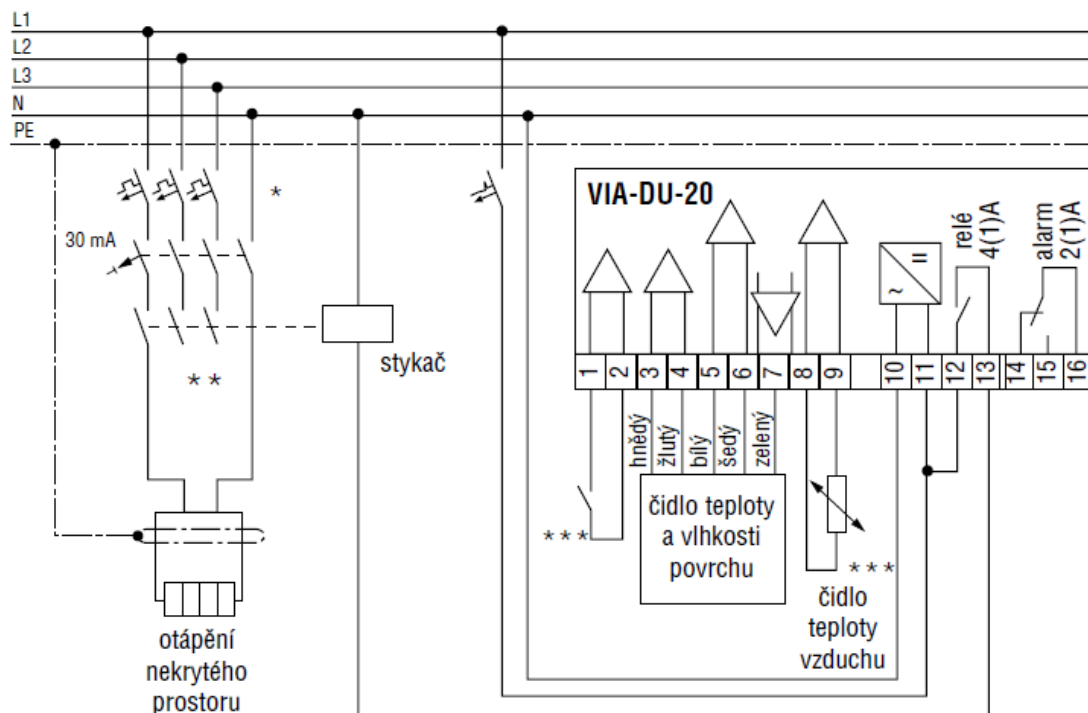 L1
L2
L3
N
PE
*
30 mA
* *
stykač
VIA-DU-20
relé
4(1)A
alarm
2(1)A
=
~
1 2 3 4 5 6 7 8 9 10 11 12 13 14 15 16
hnědý
žlutý
bílý
šedý
zelený
* * *
čidlo teploty
a vlhkosti
povrchu
* * *
čidlo
teploty
vzduchu
otápění
nekrytého
prostoru